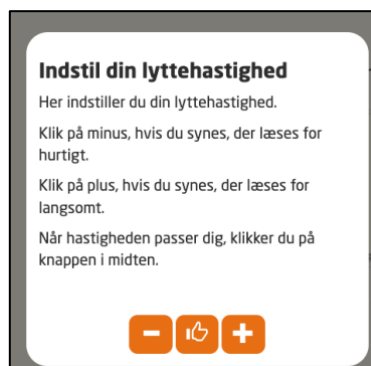 Indstil din lyttehastighed
Her indstiller du din lyttehastighed.
Klik på minus, hvis du synes, der læses for
hurtigt.
Klik på plus, hvis du synes, der læses for
langsomt.
Når hastigheden passer dig, klikker du på
knappen i midten.